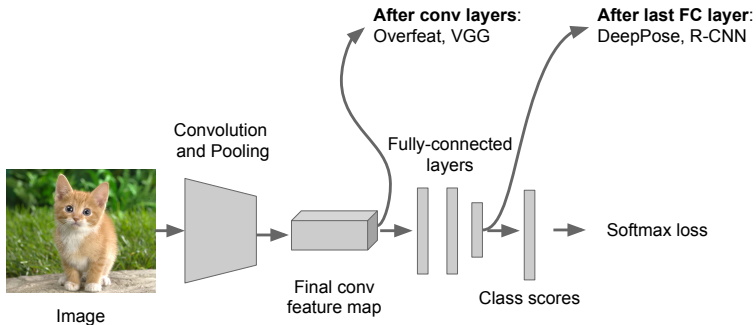 After conv layers:
Overfeat, VGG
After last FC layer:
DeepPose, R-CNN
Convolution
and Pooling
Fully-connected
layers
Softmax loss
Final conv
feature map
Class scores
Image